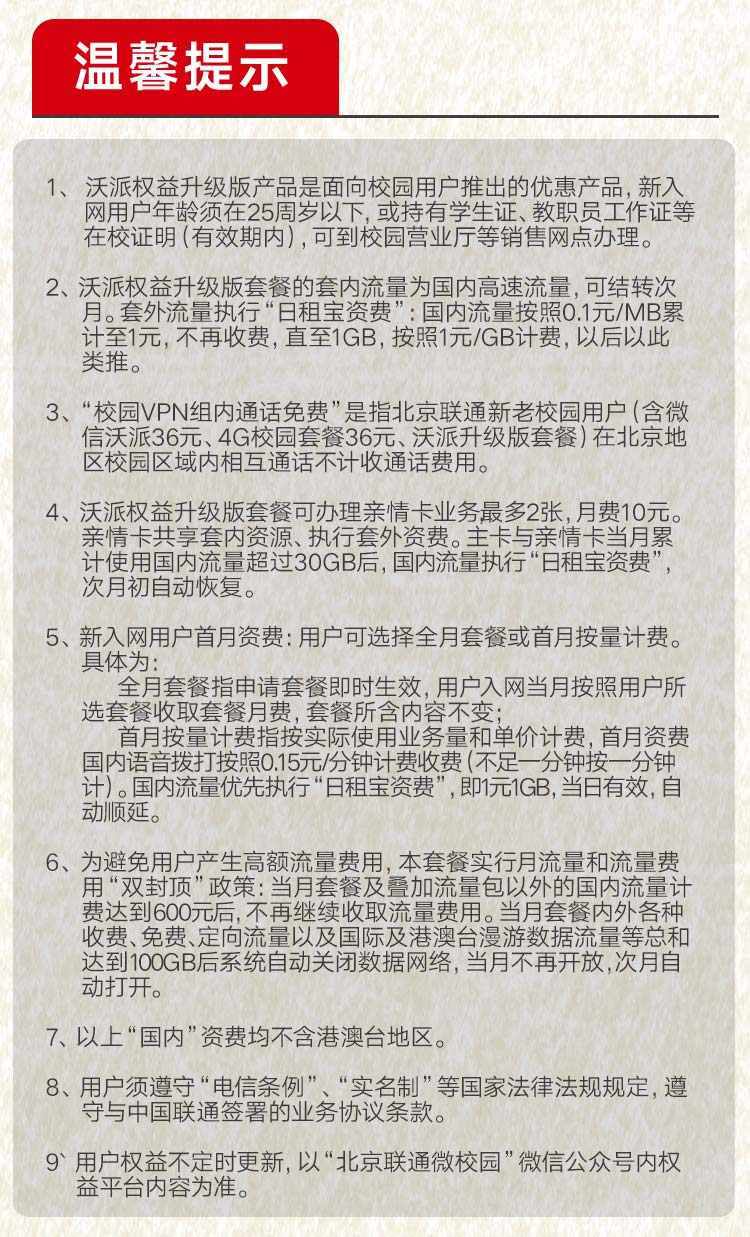 温馨提示
1、沃派权益升级版产品是面向校园用户推出的优惠产品，新入
网用户年龄须在25周岁以下，或持有学生证、教职员工作证等
在校证明（有效期内），可到校园营业厅等销售网点办理。
2、沃派权益升级版套餐的套内流量为国内高速流量，可结转次
月。套外流量执行“日租宝资费”：国内流量按照0.1元/MB累
计至1元，不再收费，直至1GB，按照1元/GB计费，以后以此
类推。
3、“校园VPN组内通话免费”是指北京联通新老校园用户（含微
信沃派36元、4G校园套餐36元、沃派升级版套餐）在北京地
区校园区域内相互通话不计收通话费用。
4、沃派权益升级版套餐可办理亲情卡业务最多2张，月费10元。
亲情卡共享套内资源、执行套外资费。主卡与亲情卡当月累
计使用国内流量超过30GB后，国内流量执行“日租宝资费”，
次月初自动恢复。
5、新入网用户首月资费：用户可选择全月套餐或首月按量计费。
具体为：
全月套餐指申请套餐即时生效，用户入网当月按照用户所
选套餐收取套餐月费，套餐所含内容不变；
首月按量计费指按实际使用业务量和单价计费，首月资费
国内语音拨打按照0.15元/分钟计费收费（不足一分钟按一分钟
计）。国内流量优先执行“日租宝资费”，即1元1GB，当日有效，自
动顺延。
6、为避免用户产生高额流量费用，本套餐实行月流量和流量费
用“双封顶”政策：当月套餐及叠加流量包以外的国内流量计
费达到600元后，不再继续收取流量费用。当月套餐内外各种
收费、免费、定向流量以及国际及港澳台漫游数据流量等总和
达到100GB后系统自动关闭数据网络，当月不再开放，次月自
动打开。
7、以上“国内”资费均不含港澳台地区。
8、用户须遵守“电信条例”、“实名制”等国家法律法规规定，遵
守与中国联通签署的业务协议条款。
9` 用户权益不定时更新，以“北京联通微校园”微信公众号内权
益平台内容为准。